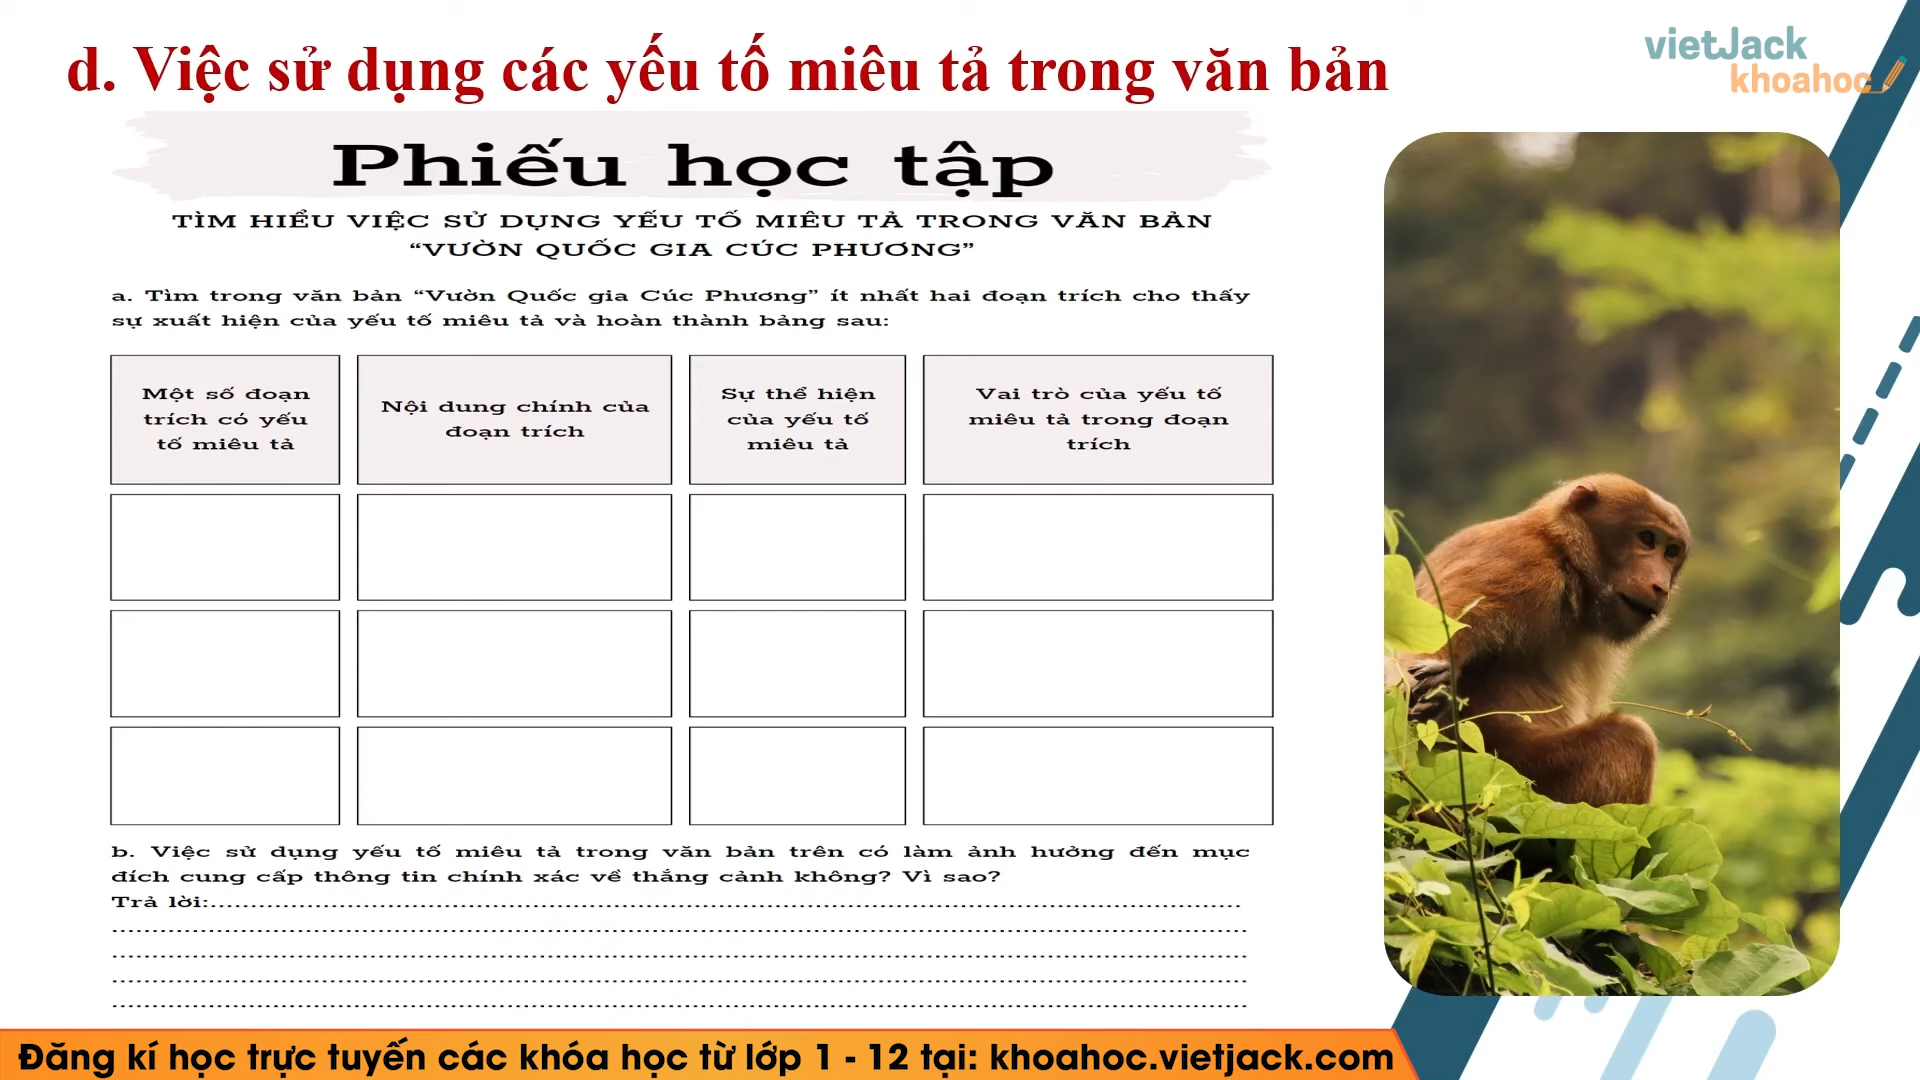 d. Việc sử dụng các yếu tố miêu tả trong văn bản
vietJack
khoahoc
Phiếu học tập
TÌM HIỂU VIỆC SỬ DỤNG YẾU TỐ MIÊU TẢ TRONG VĂN BẢN
“VƯỜN QUỐC GIA CÚC PHƯƠNG”
a. Tìm trong văn bản “Vườn Quốc gia Cúc Phương” ít nhất hai đoạn trích cho thấy
sự xuất hiện của yếu tố miêu tả và hoàn thành bảng sau:
Một số đoạn
trích có yếu
tố miêu tả
Nội dung chính của
đoạn trích
Sự thể hiện
của yếu tố
miêu tả
Vai trò của yếu tố
miêu tả trong đoạn
trích
b. Việc sử dụng yếu tố miêu tả trong văn bản trên có làm ảnh hưởng đến mục
đích cung cấp thông tin chính xác về thắng cảnh không? Vì sao?
Trả lời:
Đăng kí học trực tuyến các khóa học từ lớp 1 - 12 tại: khoahoc.vietjack.com